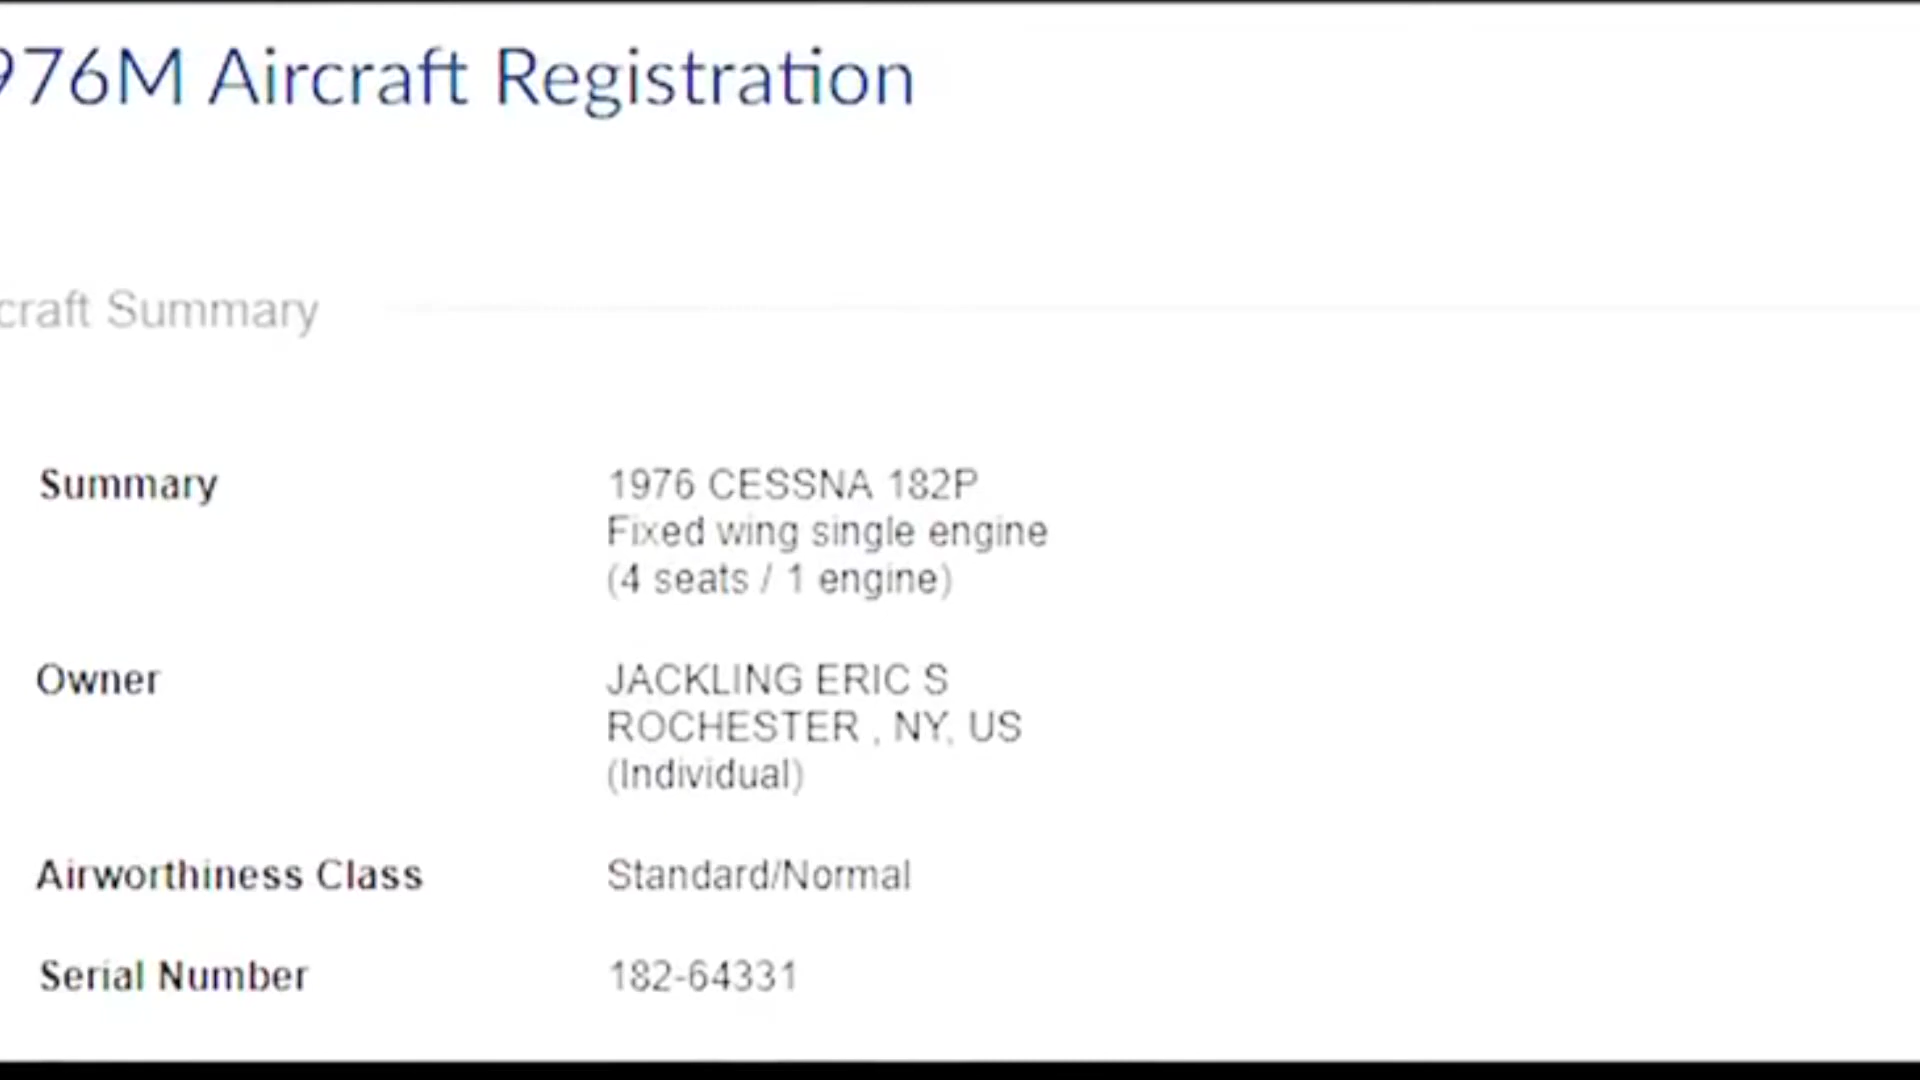 976M Aircraft Registration
craft Summary
Summary
1976 CESSNA 182P
Fixed wing single engine
(4 seats / 1 engine)
Owner
JACKLING ERIC S
ROCHESTER , NY, US
(Individual)
Airworthiness Class
Standard/Normal
Serial Number
182-64331